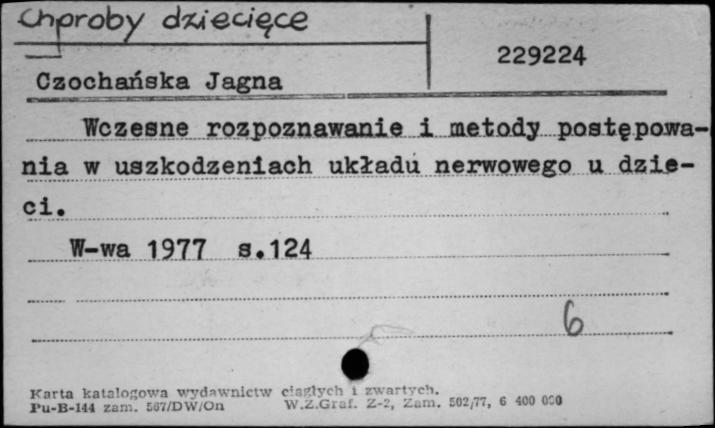 Choroby dziecięce
229224
Czochańska Jagna
Wczesne rozpoznawanie i metody postępowa-
nia w uszkodzeniach układu nerwowego u dzie-
ci.
W-wa 1977 s.124
6
Karta katalogowa wydawnictw ciągłych i zwartych.
Pu-B-144 zam. 567/DW/On W.Z.Graf. Z-2, Zam. 502/77, 6 400 000